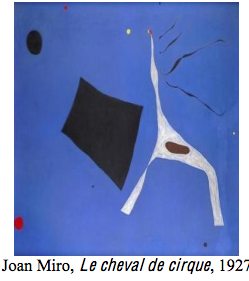 Joan Miro, Le cheval de cirque, 1927